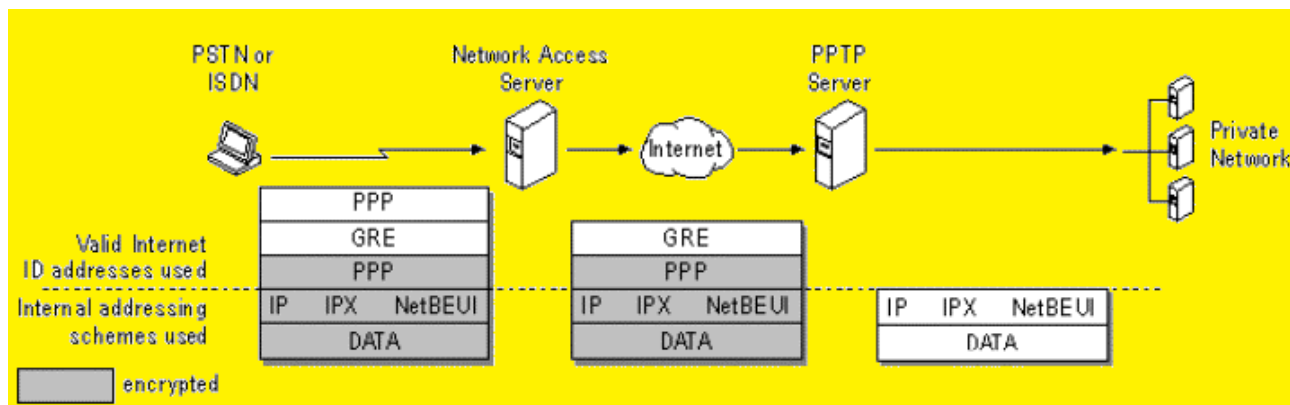 PSTN or
ISDN
Network Access
Server
PPTP
Server
Internet
Private
Network
PPP
GRE
PPP
IP IPX NetBEUI
DATA
GRE
PPP
IP IPX NetBEUI
DATA
IP IPX NetBEUI
DATA
Valid Internet
ID addresses used
Internal addressing
schemes used
encrypted